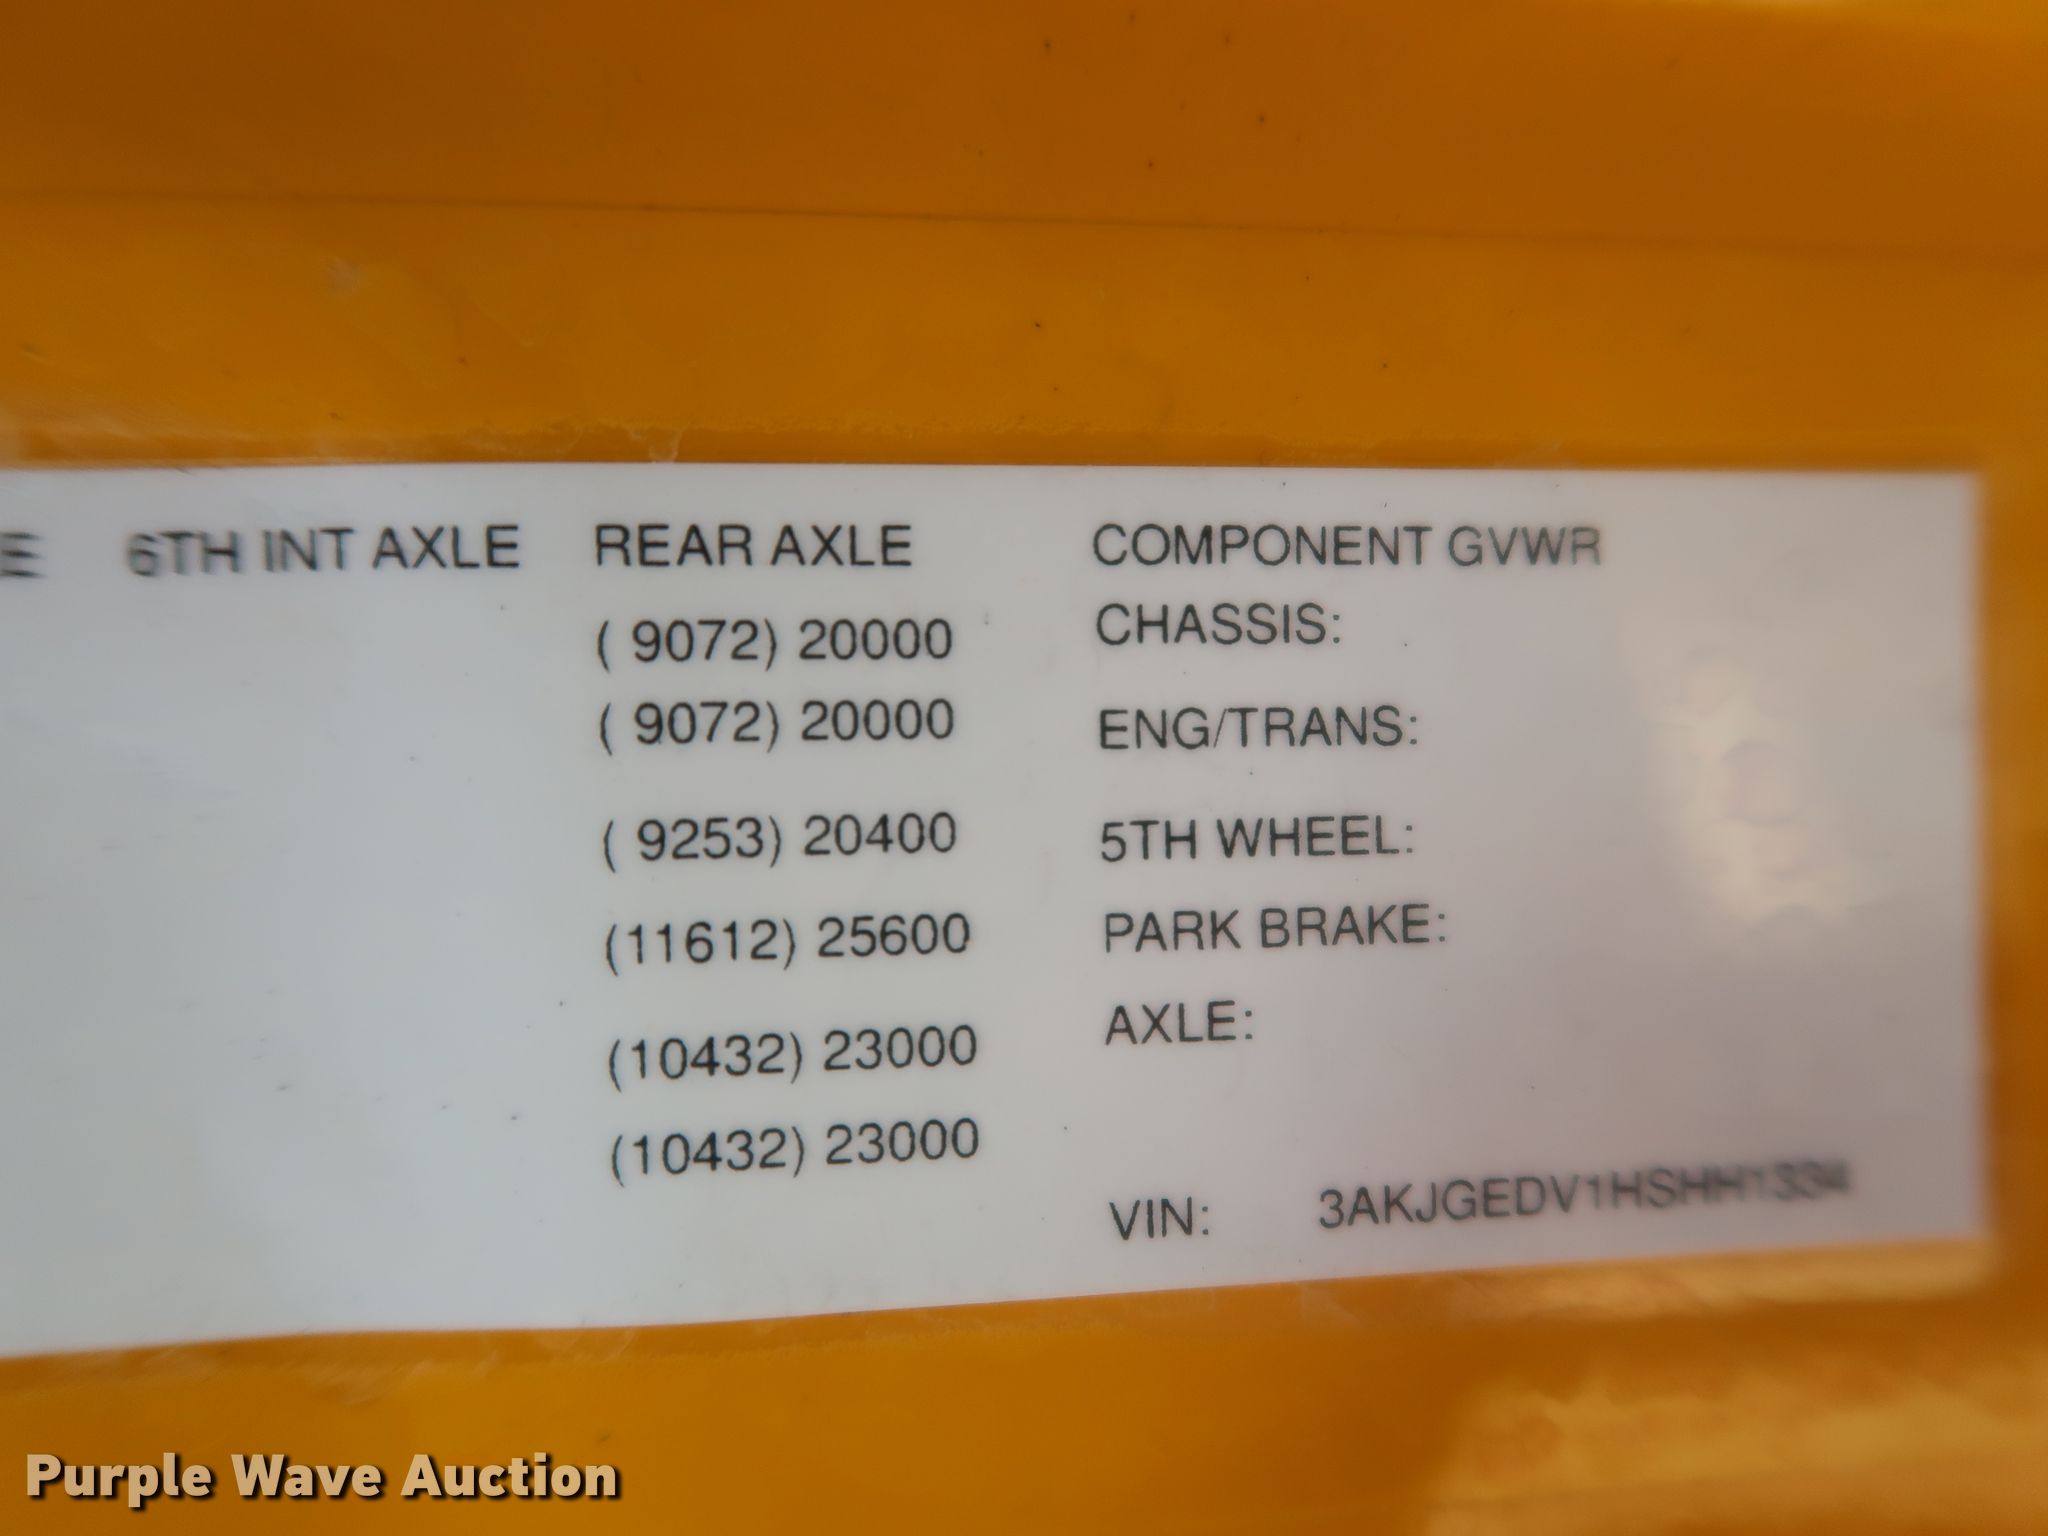 6TH INT AXLE REAR AXLE COMPONENT GVWR
( 9072) 20000 CHASSIS:
( 9072) 20000 ENG/TRANS:
( 9253) 20400 5TH WHEEL:
(11612) 25600 PARK BRAKE:
(10432) 23000 AXLE:
(10432) 23000
VIN:
Purple Wave Auction